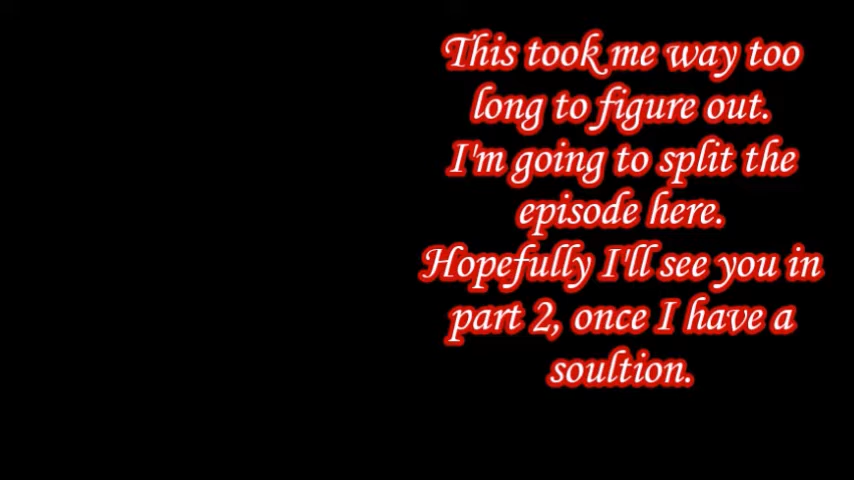 This took me way too
long to figure out.
I'm going to split the
episode here.
Hopefully I'll see you in
part 2, once I have a
soultion.